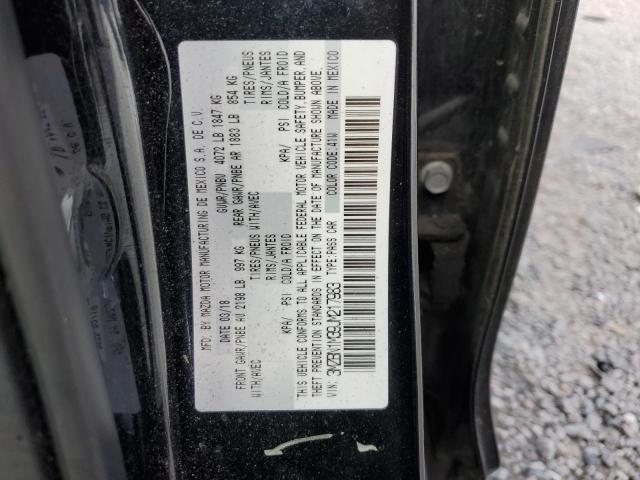 MFD. BY MAZDA MOTOR MANUFACTURING DE MEXICO S.A. DE C.V.
DATE 03/18 GVWR/PNBV 4072 LB 1847 KG
FRONT GAWR/PNBE AV 2198 LB 997 KG REAR GAWR/PNBE AR 1883 LB 854 KG
WITH/AVEC TIRES/PNEUS WITH/AVEC TIRES/PNEUS
RIMS/JANTES RIMS/JANTES
KPA/ PSI COLD/A FROID KPA/ PSI COLD/A FROID
THIS VEHICLE CONFORMS TO ALL APPLICABLE FEDERAL MOTOR VEHICLE SAFETY,BUMPER,AND
THEFT PREVENTION STANDARDS IN EFFECT ON THE DATE OF MANUFACTURE SHOWN ABOVE.
VIN: 3MZBN1M39JM217983 TYPE:PASS CAR COLOR CODE:41W MADE IN MEXICO